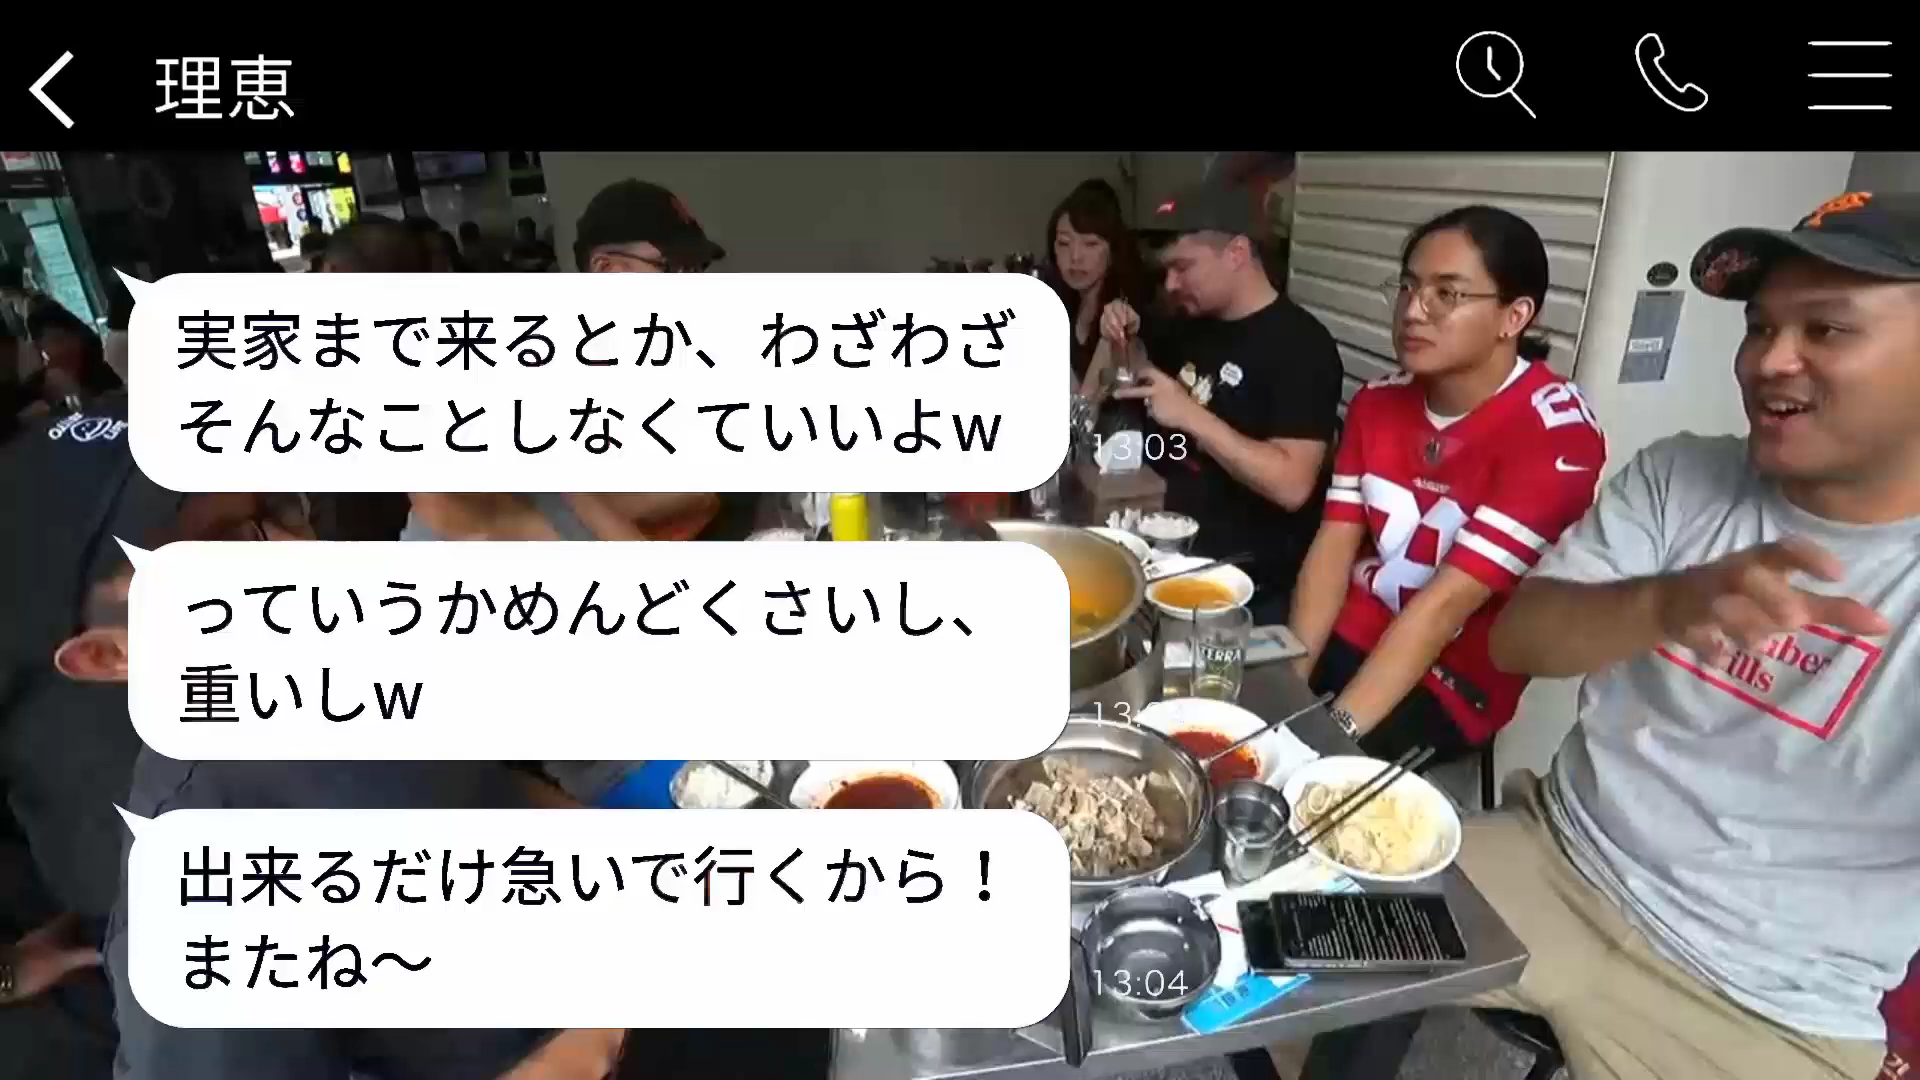 理恵
実家まで来るとか、わざわざ
そんなことしなくていいよw
13:03
っていうかめんどくさいし、
重いしw
出来るだけ急いで行くから！
またね～
13:04
TERRA